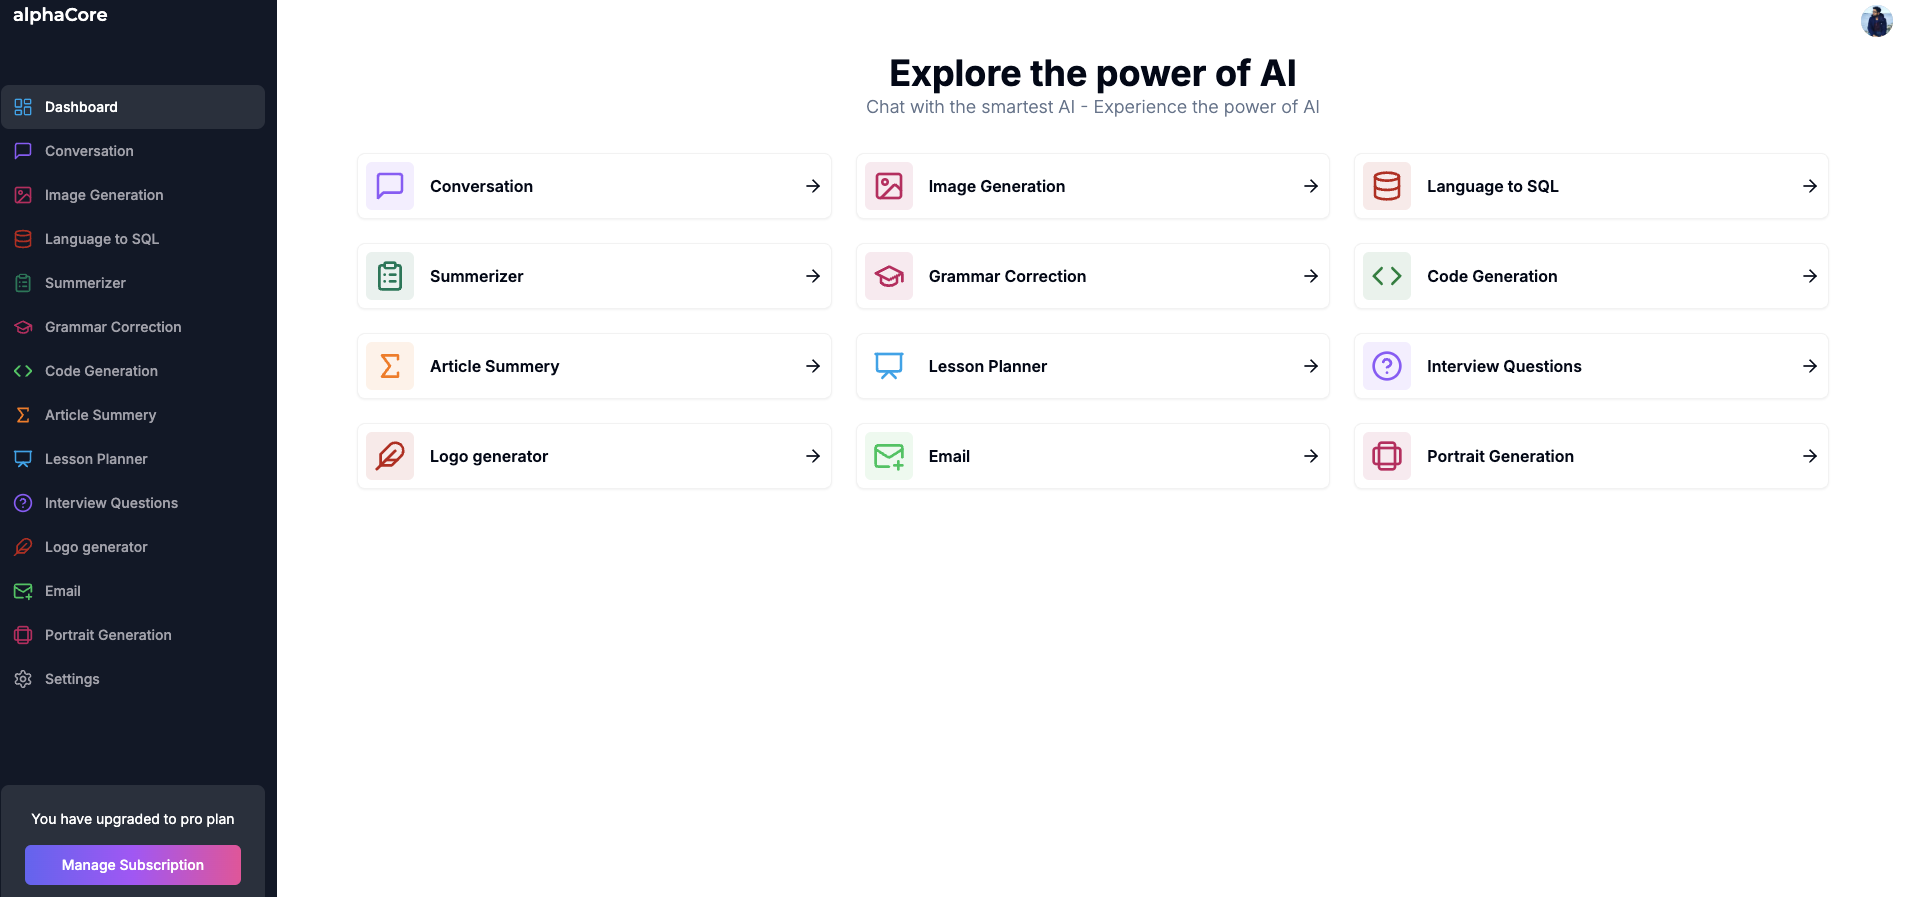 alphaCore
Dashboard
Conversation
Image Generation
Language to SQL
Summerizer
Grammar Correction
Code Generation
Article Summery
Lesson Planner
Interview Questions
Logo generator
Email
Portrait Generation
Settings
You have upgraded to pro plan
Manage Subscription
Explore the power of AI
Chat with the smartest AI - Experience the power of AI
Conversation
Image Generation
Language to SQL
Summerizer
Grammar Correction
Code Generation
Article Summery
Lesson Planner
Interview Questions
Logo generator
Email
Portrait Generation